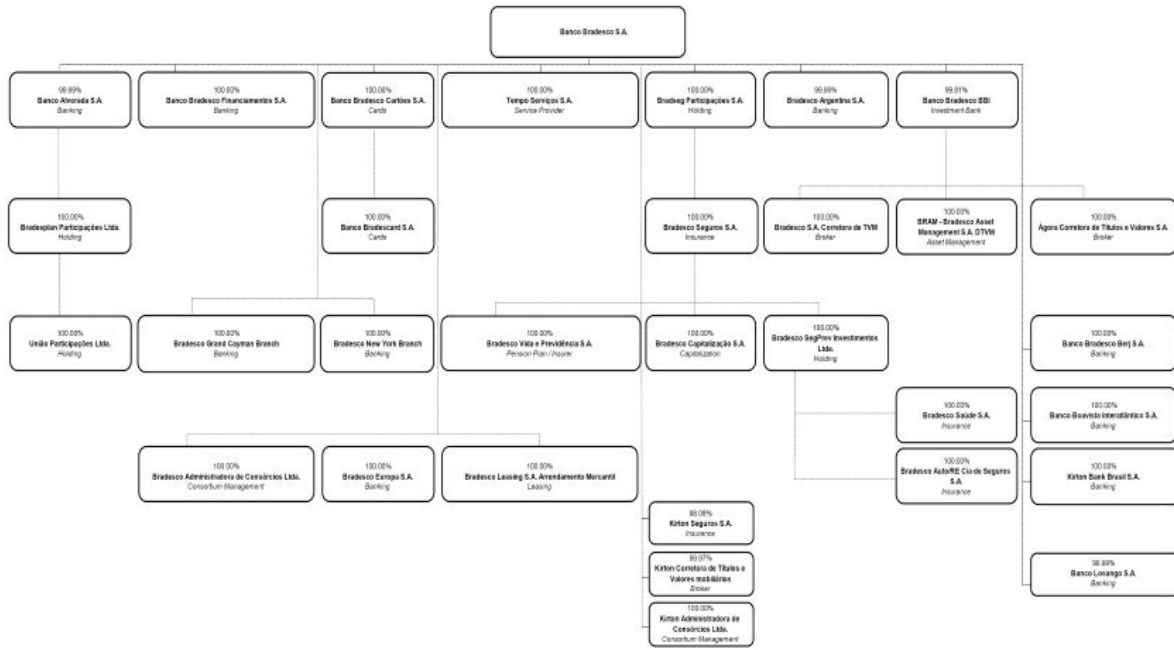 Banco Bradesco S.A.
99.99%
Banco Alvorada S.A.
Banking
100.00%
Banco Bradesco Financiamentos S.A.
Banking
100.00%
Banco Bradesco Cartões S.A.
Cards
100.00%
Tempo Serviços S.A.
Service Provider
100.00%
Bradseg Participações S.A.
Holding
99.99%
Bradesco Argentina S.A.
Banking
99.81%
Banco Bradesco BBI
Investment Bank
100.00%
Bradesplan Participações Ltda.
Holding
100.00%
Banco Bradescard S.A.
Cards
100.00%
Bradesco Seguros S.A.
Insurance
100.00%
Bradesco S.A. Corretora de TVM
Broker
100.00%
BRAM - Bradesco Asset
Management S.A. DTVM
Asset Management
100.00%
Ágora Corretora de Títulos e Valores S.A.
Broker
100.00%
União Participações Ltda.
Holding
100.00%
Bradesco Grand Cayman Branch
Banking
100.00%
Bradesco New York Branch
Banking
100.00%
Bradesco Vida e Previdência S.A.
Pension Plan / Insurer
100.00%
Bradesco Capitalização S.A.
Capitalization
100.00%
Bradesco SegPrev Investimentos
Ltda.
Holding
100.00%
Banco Bradesco Berj S.A.
Banking
100.00%
Bradesco Saúde S.A.
Insurance
100.00%
Banco Boavista Interatlântico S.A.
Banking
100.00%
Bradesco Administradora de Consórcios Ltda.
Consortium Management
100.00%
Bradesco Europa S.A.
Banking
100.00%
Bradesco Leasing S.A. Arrendamento Mercantil
Leasing
100.00%
Bradesco Auto/RE Cia de Seguros
S.A.
Insurance
100.00%
Kirton Bank Brasil S.A.
Banking
98.08%
Kirton Seguros S.A.
Insurance
99.97%
Kirton Corretora de Títulos e
Valores mobiliários
Broker
99.99%
Banco Losango S.A.
Banking
100.00%
Kirton Administradora de
Consórcios Ltda.
Consortium Management